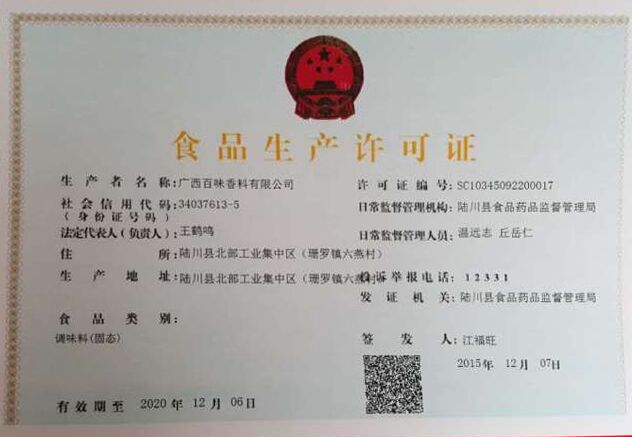 食品生产许可证
生产者名称:广西百味香料有限公司
社会信用代码:34037613-5
(身份证号码)
法定代表人(负责人):王鹤鸣
住所:陆川县北部工业集中区(珊罗镇六燕村)
生产地址:陆川县北部工业集中区(珊罗镇六燕村)
食品类别:
调味料(固态)
有效期至 2020 年 12 月 06日
许可证编号:SC10345092200017
日常监督管理机构:陆川县食品药品监督管理局
日常监督管理人员:温远志 丘岳仁
投诉举报电话:12331
发证机关:陆川县食品药品监督管理局
签发人:江福旺
2015年 12 月 07日